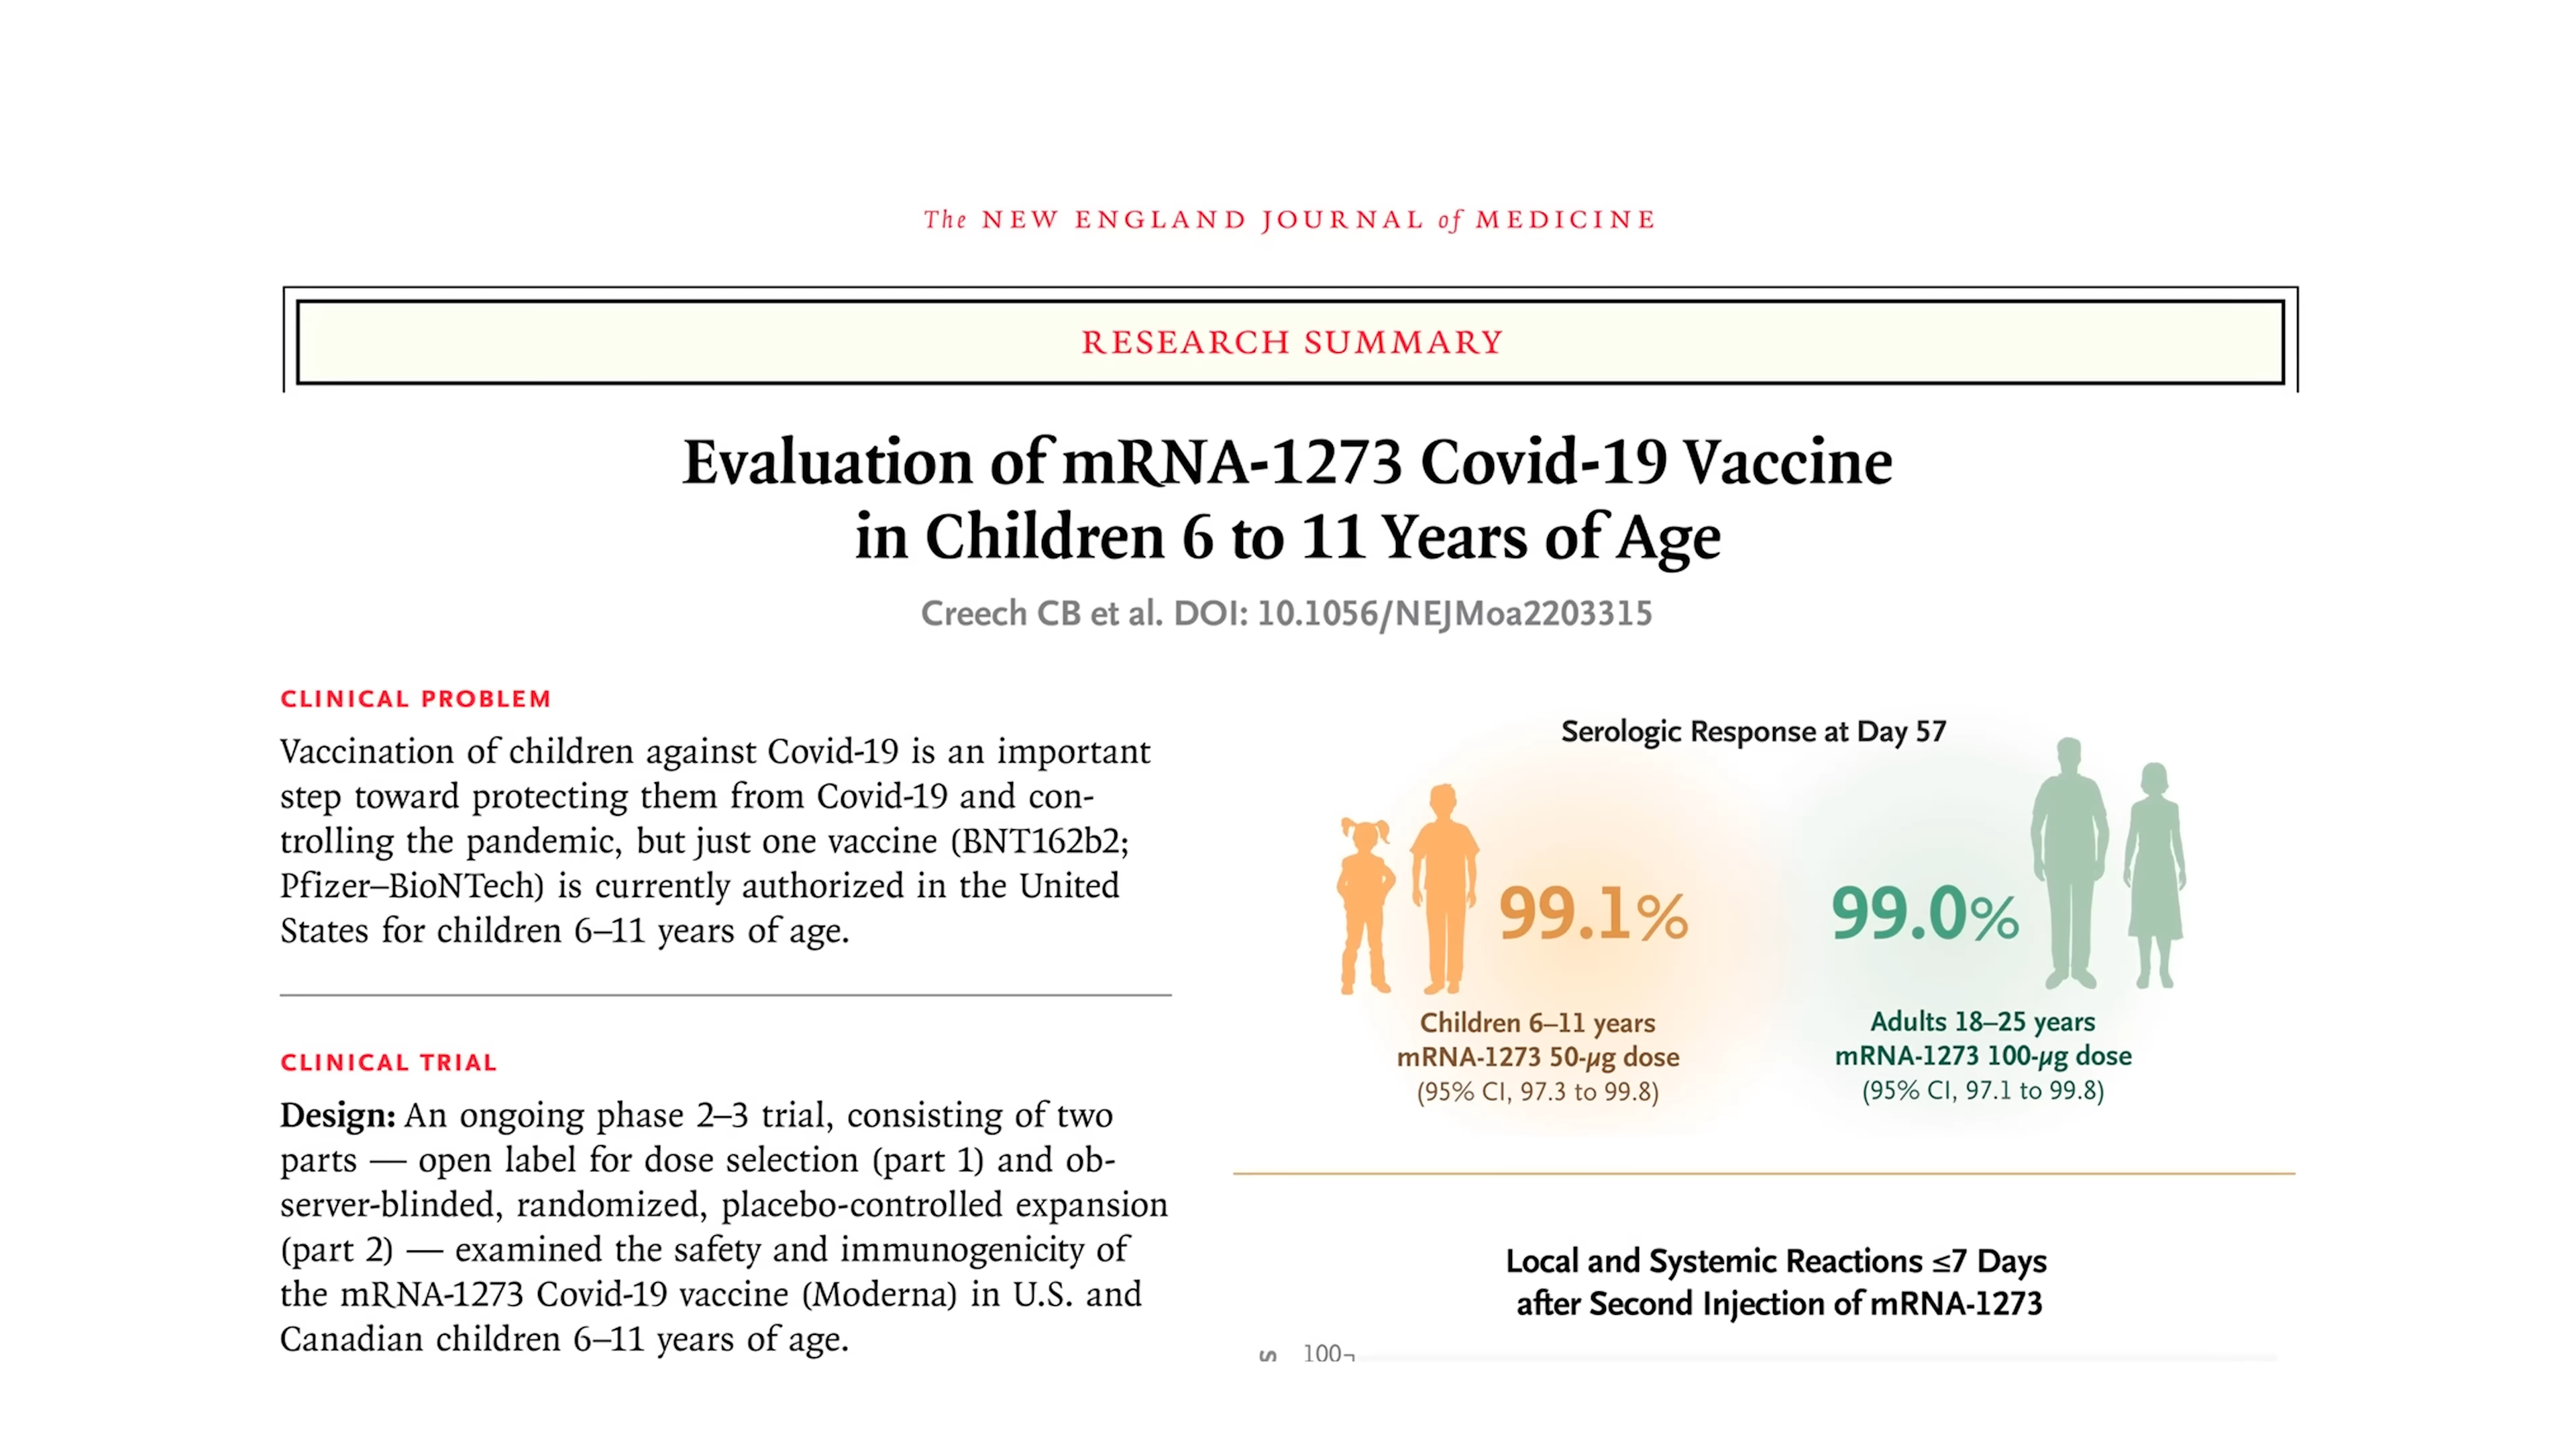 The NEW ENGLAND JOURNAL of MEDICINE
RESEARCH SUMMARY
Evaluation of mRNA-1273 Covid-19 Vaccine
in Children 6 to 11 Years of Age
Creech CB et al. DOI: 10.1056/NEJMoa2203315
CLINICAL PROBLEM
Vaccination of children against Covid-19 is an important
step toward protecting them from Covid-19 and con-
trolling the pandemic, but just one vaccine (BNT162b2;
Pfizer–BioNTech) is currently authorized in the United
States for children 6–11 years of age.
CLINICAL TRIAL
Design: An ongoing phase 2–3 trial, consisting of two
parts — open label for dose selection (part 1) and ob-
server-blinded, randomized, placebo-controlled expansion
(part 2) — examined the safety and immunogenicity of
the mRNA-1273 Covid-19 vaccine (Moderna) in U.S. and
Canadian children 6–11 years of age.
Serologic Response at Day 57
99.1%
Children 6–11 years
mRNA-1273 50-μg dose
(95% CI, 97.3 to 99.8)
99.0%
Adults 18–25 years
mRNA-1273 100-μg dose
(95% CI, 97.1 to 99.8)
Local and Systemic Reactions ≤7 Days
after Second Injection of mRNA-1273
100